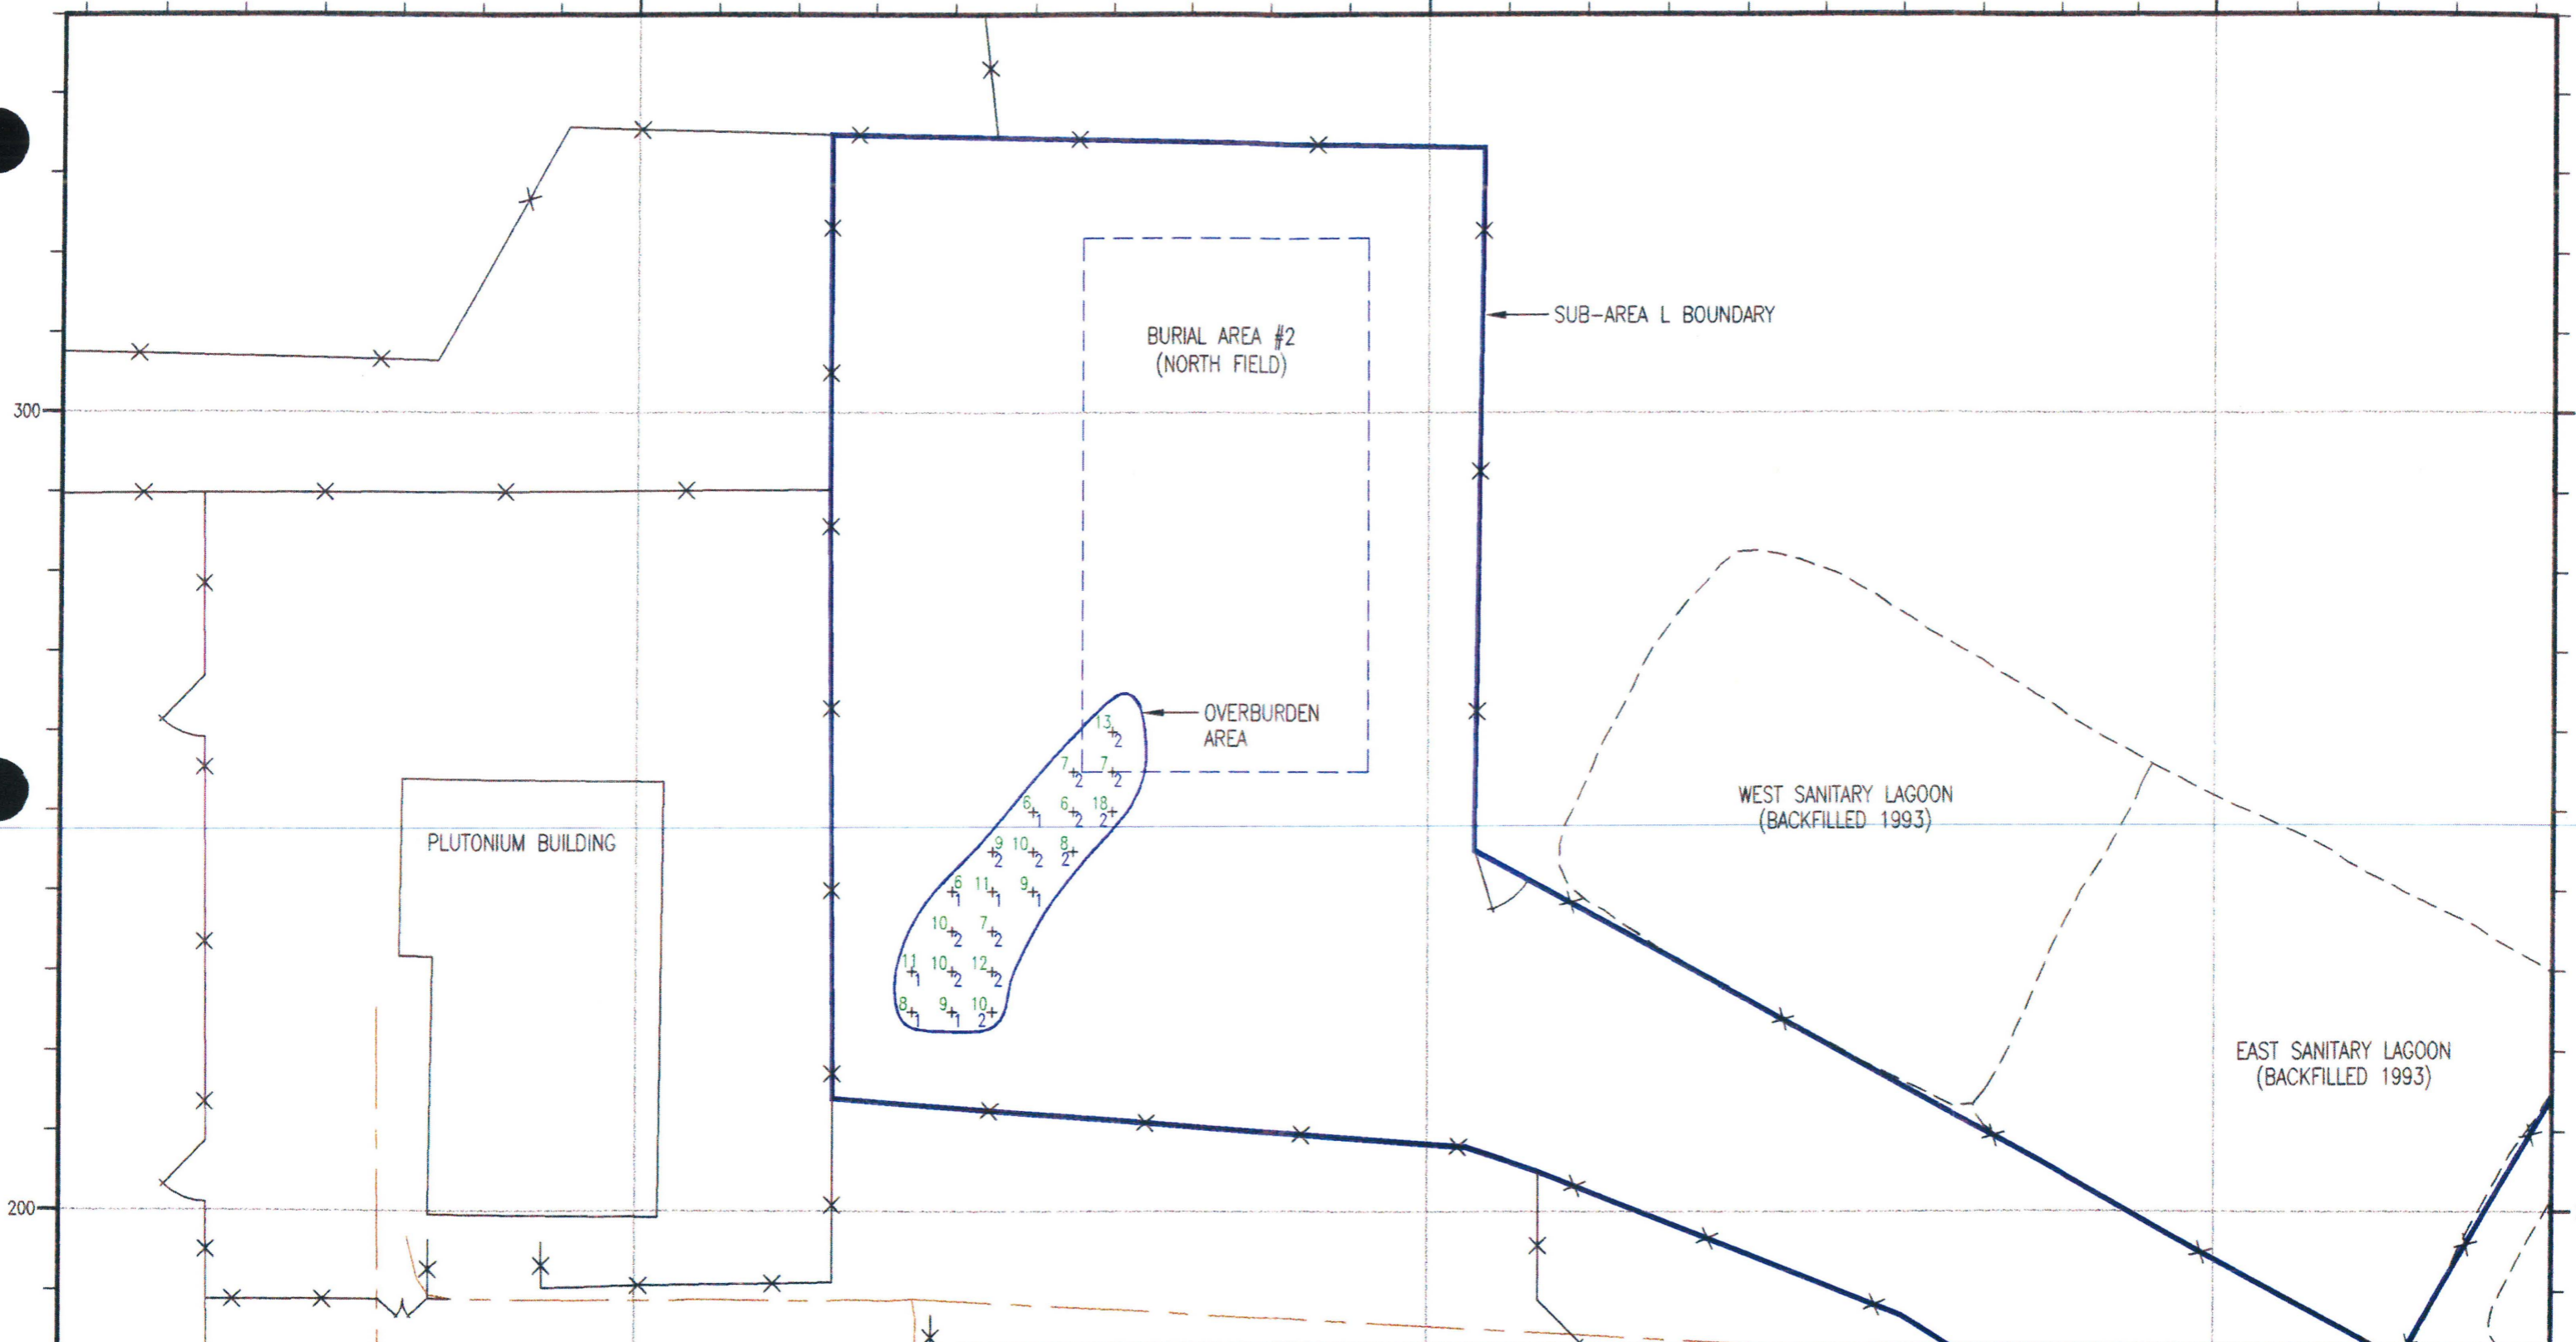 SUB-AREA L BOUNDARY
BURIAL AREA #2
(NORTH FIELD)
300
OVERBURDEN
AREA
13
2
7 7
2 2
6 6 18
1 2 2
9 10 8
2 2 2
6 11 9
1 1 1
10 7
2 2
11 10 12
1 2 2
8 9 10
1 1 2
WEST SANITARY LAGOON
(BACKFILLED 1993)
PLUTONIUM BUILDING
EAST SANITARY LAGOON
(BACKFILLED 1993)
200